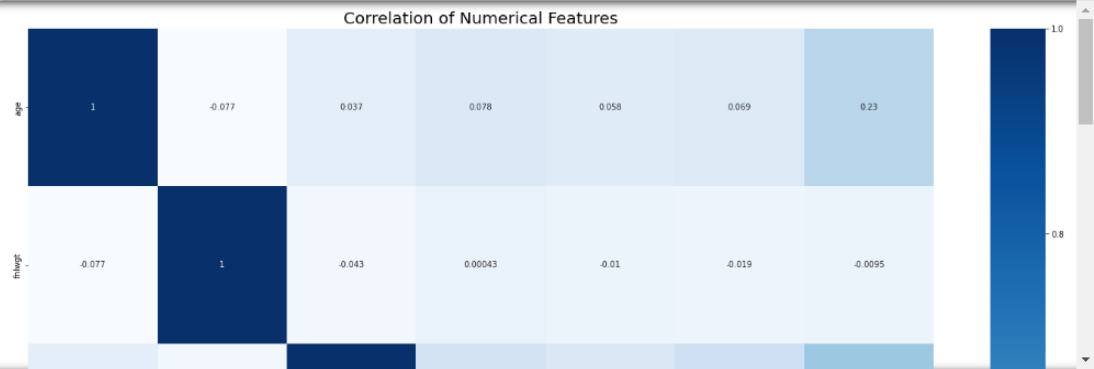 Correlation of Numerical Features
1.0
age
1 -0.077 0.037 0.078 0.058 0.069 0.23
0.8
fnlwgt
-0.077 1 -0.043 0.00043 -0.01 -0.019 -0.0095